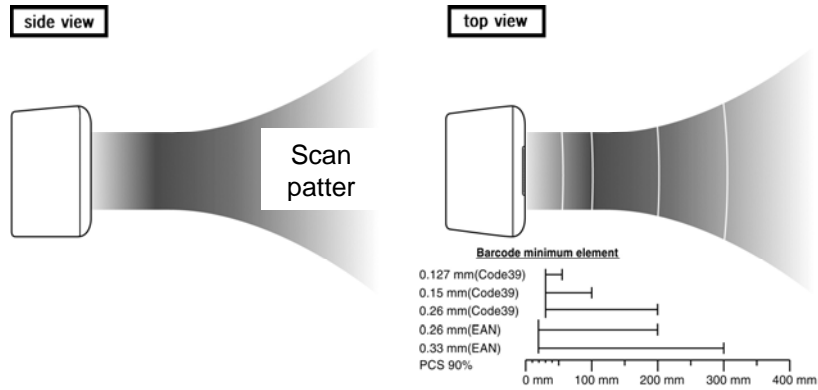 side view
top view
Scan
patter
Barcode minimum element
0.127 mm(Code39)
0.15 mm(Code39)
0.26 mm(Code39)
0.26 mm(EAN)
0.33 mm(EAN)
PCS 90%
0 mm 100 mm 200 mm 300 mm 400 mm